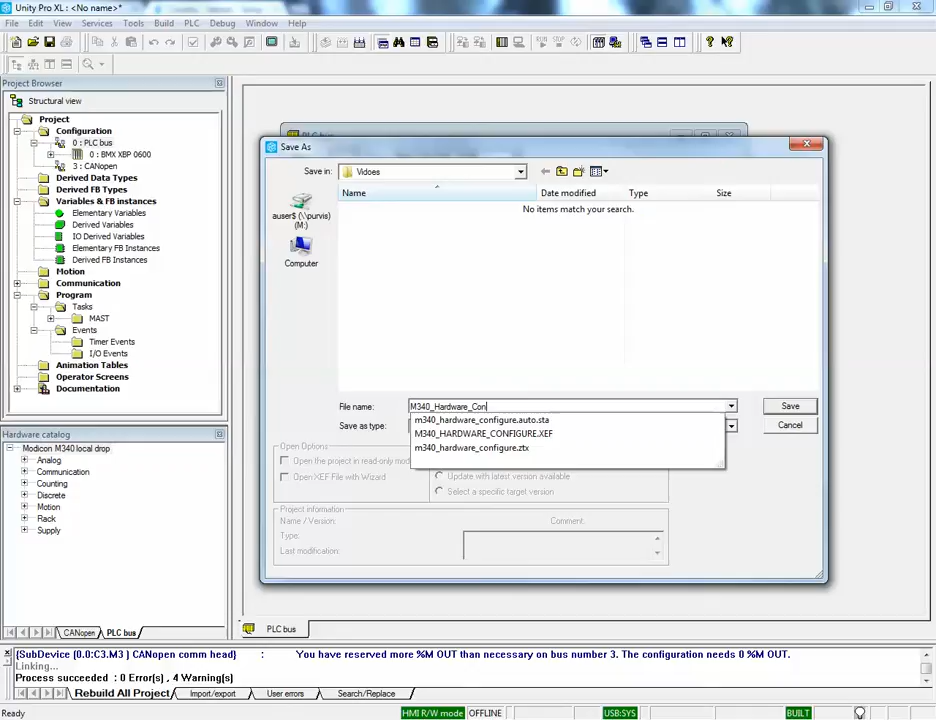 Unity Pro XL : <No name>*
File Edit View Services Tools Build PLC Debug Window Help
Project Browser
Structural view
Project
Configuration
0 : PLC bus
0 : BMX XBP 0600
3 : CANopen
Derived Data Types
Derived FB Types
Variables & FB instances
Elementary Variables
Derived Variables
IO Derived Variables
Elementary FB Instances
Derived FB Instances
Motion
Communication
Program
Tasks
MAST
Events
Timer Events
I/O Events
Animation Tables
Operator Screens
Documentation
Hardware catalog
Modicon M340 local drop
Analog
Communication
Counting
Discrete
Motion
Rack
Supply
CANopen PLC bus
PLC bus
Save As
Save in: Vidoes
Name Date modified Type Size
No items match your search.
auser$ (\\purvis)
(M:)
Computer
File name: M340_Hardware_Con Save
m340_hardware_configure.auto.sta
Save as type: Cancel
M340_HARDWARE_CONFIGURE.XEF
m340_hardware_configure.ztx
Open Options
Open the project in read-only mod
Open XEF File with Wizard
Update with latest version available
Select a specific target version
Project information
Name / Version: Comment:
Type:
Last modification:
PLC bus
{SubDevice (0.0:C3.M3 ) CANopen comm head} : You have reserved more %M OUT than necessary on bus number 3. The configuration needs 0 %M OUT.
Linking...
Process succeeded : 0 Error(s) , 4 Warning(s)
Rebuild All Project Import/export User errors Search/Replace
Ready HMI R/W mode OFFLINE USB:SYS BUILT